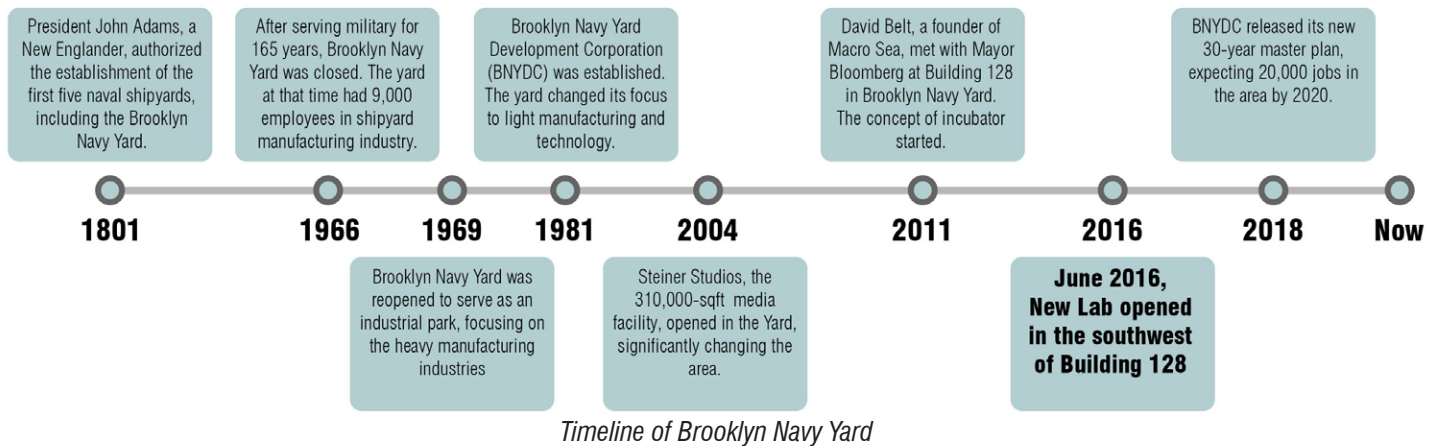 President John Adams, a
New Englander, authorized
the establishment of the
first five naval shipyards,
including the Brooklyn
Navy Yard.
After serving military for
165 years, Brooklyn Navy
Yard was closed. The yard
at that time had 9,000
employees in shipyard
manufacturing industry.
Brooklyn Navy Yard
Development Corporation
(BNYDC) was established.
The yard changed its focus
to light manufacturing and
technology.
David Belt, a founder of
Macro Sea, met with Mayor
Bloomberg at Building 128
in Brooklyn Navy Yard.
The concept of incubator
started.
BNYDC released its new
30-year master plan,
expecting 20,000 jobs in
the area by 2020.
1801
1966
1969
1981
2004
2011
2016
2018
Now
Brooklyn Navy Yard was
reopened to serve as an
industrial park, focusing on
the heavy manufacturing
industries
Steiner Studios, the
310,000-sqft media
facility, opened in the Yard,
significantly changing the
area.
June 2016,
New Lab opened
in the southwest
of Building 128
Timeline of Brooklyn Navy Yard